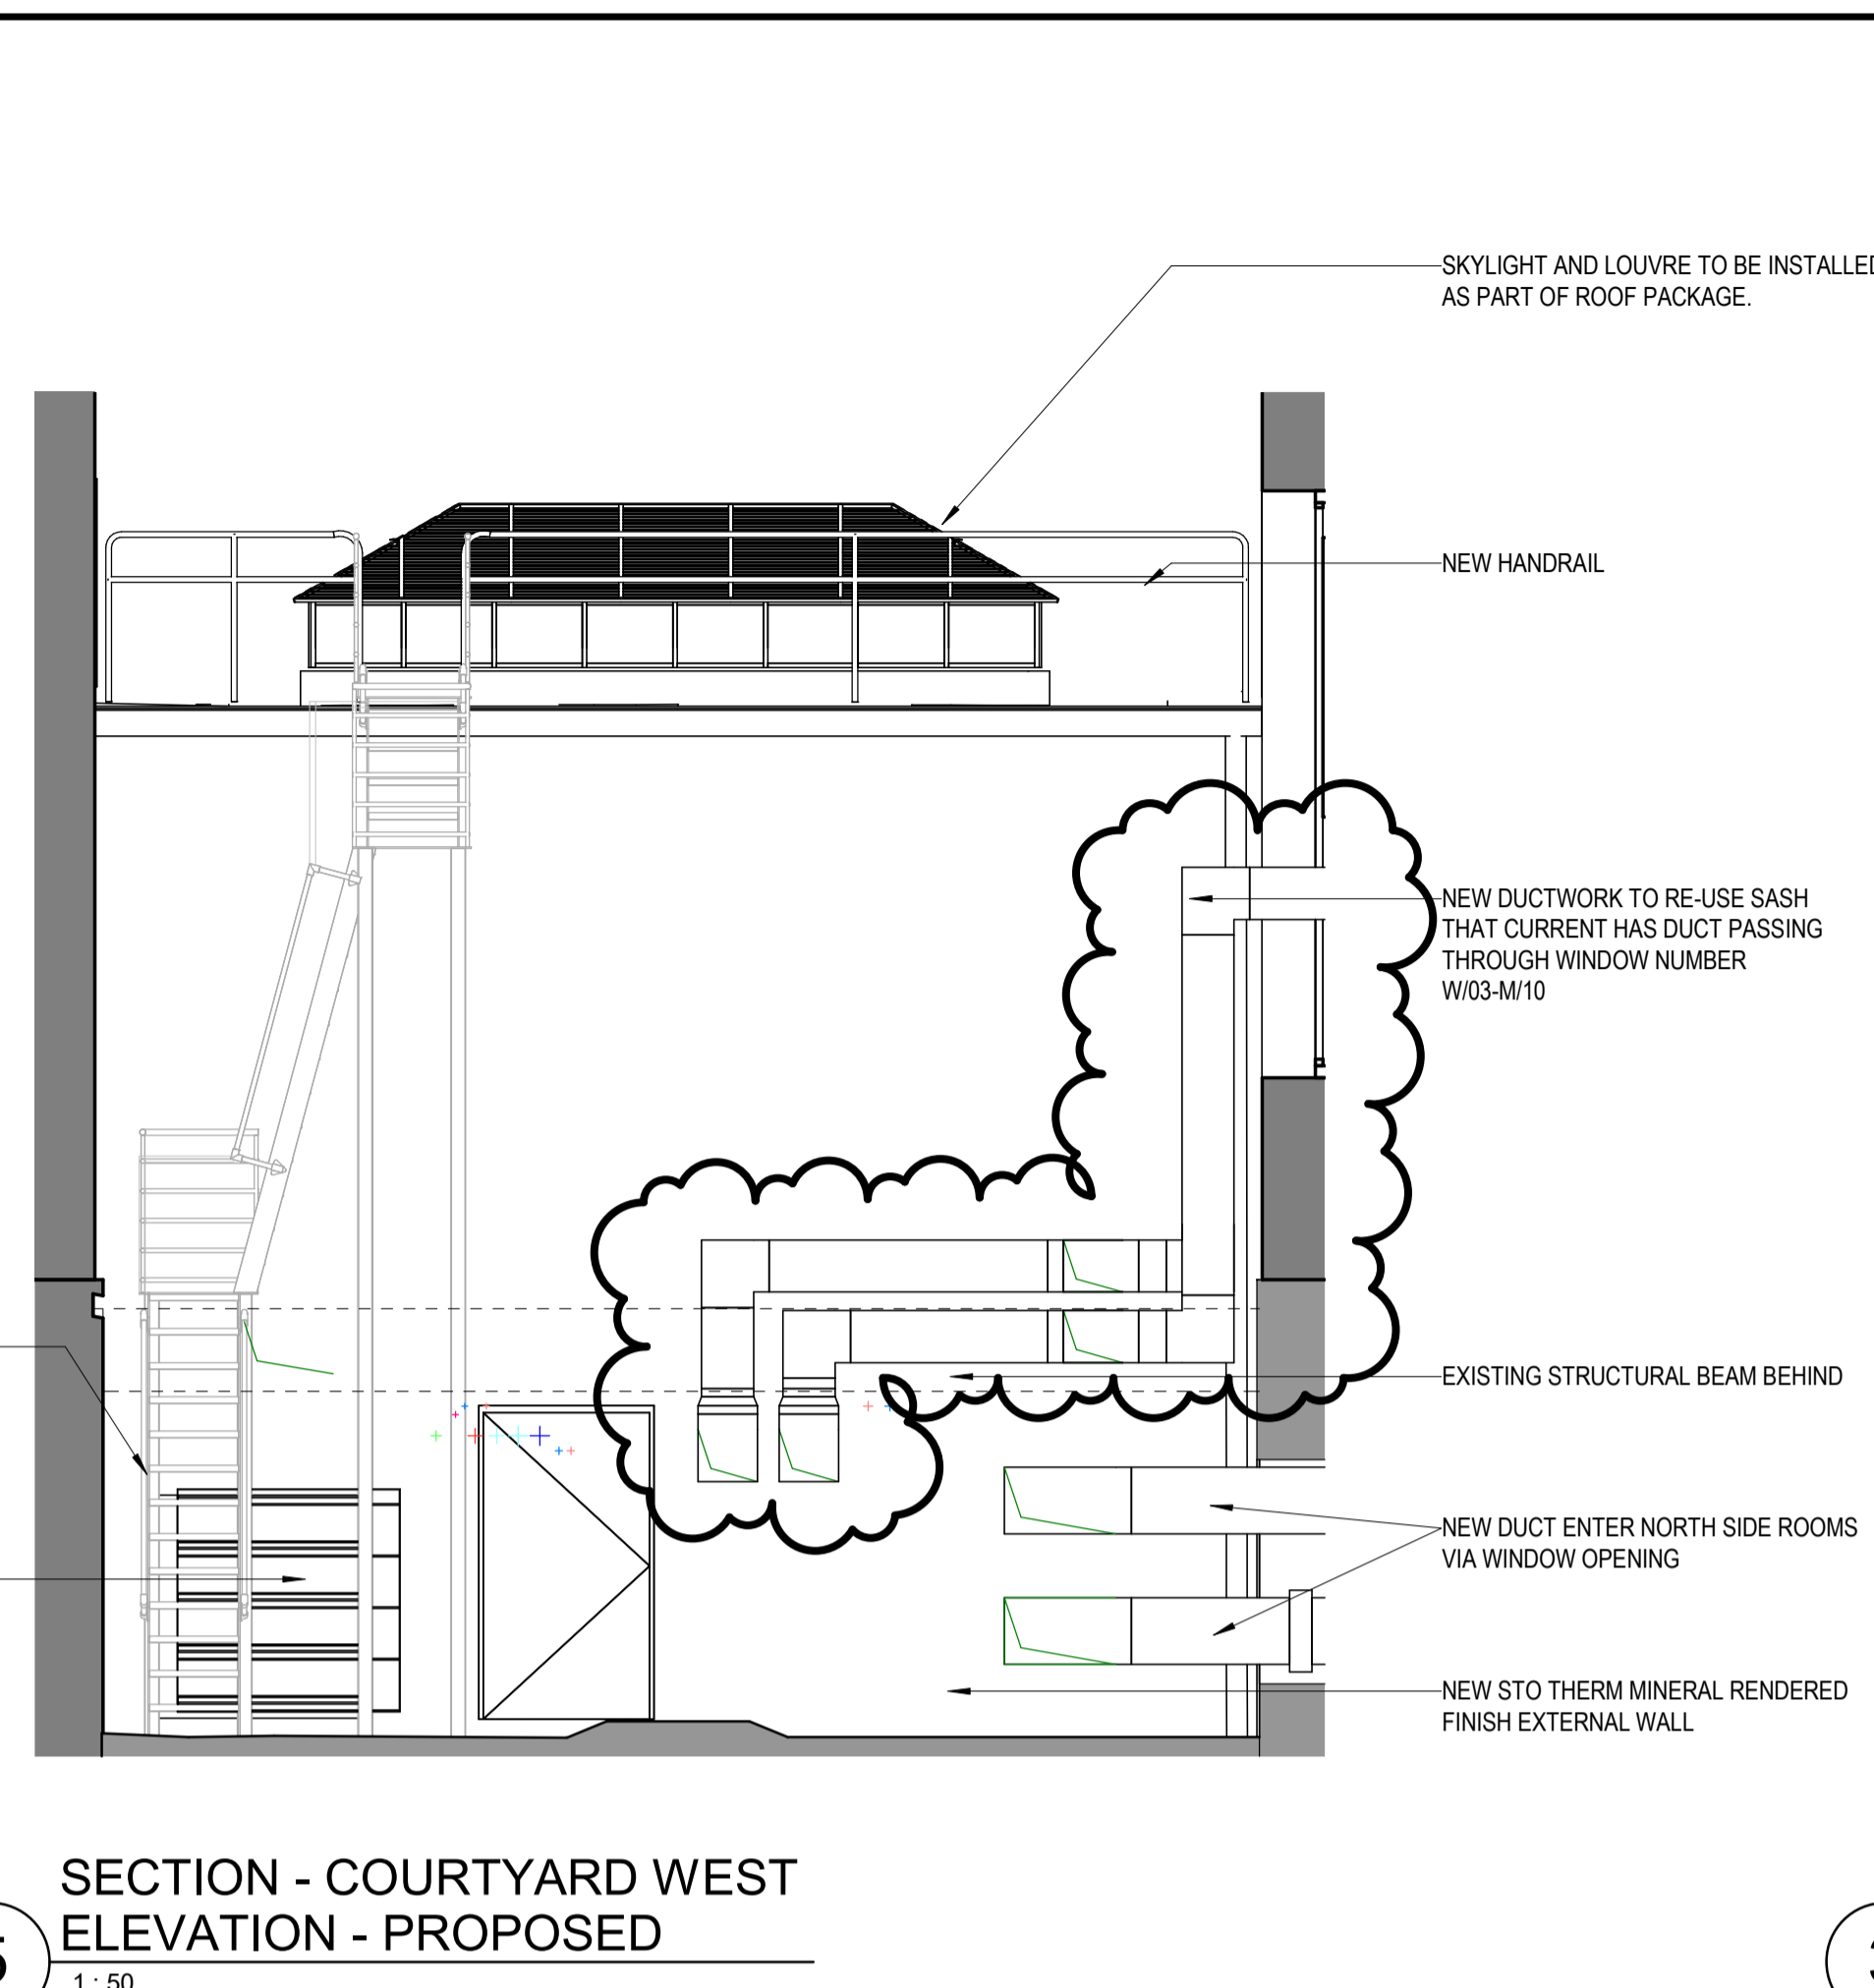 SKYLIGHT AND LOUVRE TO BE INSTALLED
AS PART OF ROOF PACKAGE.
NEW HANDRAIL
NEW DUCTWORK TO RE-USE SASH
THAT CURRENT HAS DUCT PASSING
THROUGH WINDOW NUMBER
W/03-M/10
EXISTING STRUCTURAL BEAM BEHIND
NEW DUCT ENTER NORTH SIDE ROOMS
VIA WINDOW OPENING
NEW STO THERM MINERAL RENDERED
FINISH EXTERNAL WALL
SECTION - COURTYARD WEST
ELEVATION - PROPOSED
1 : 50